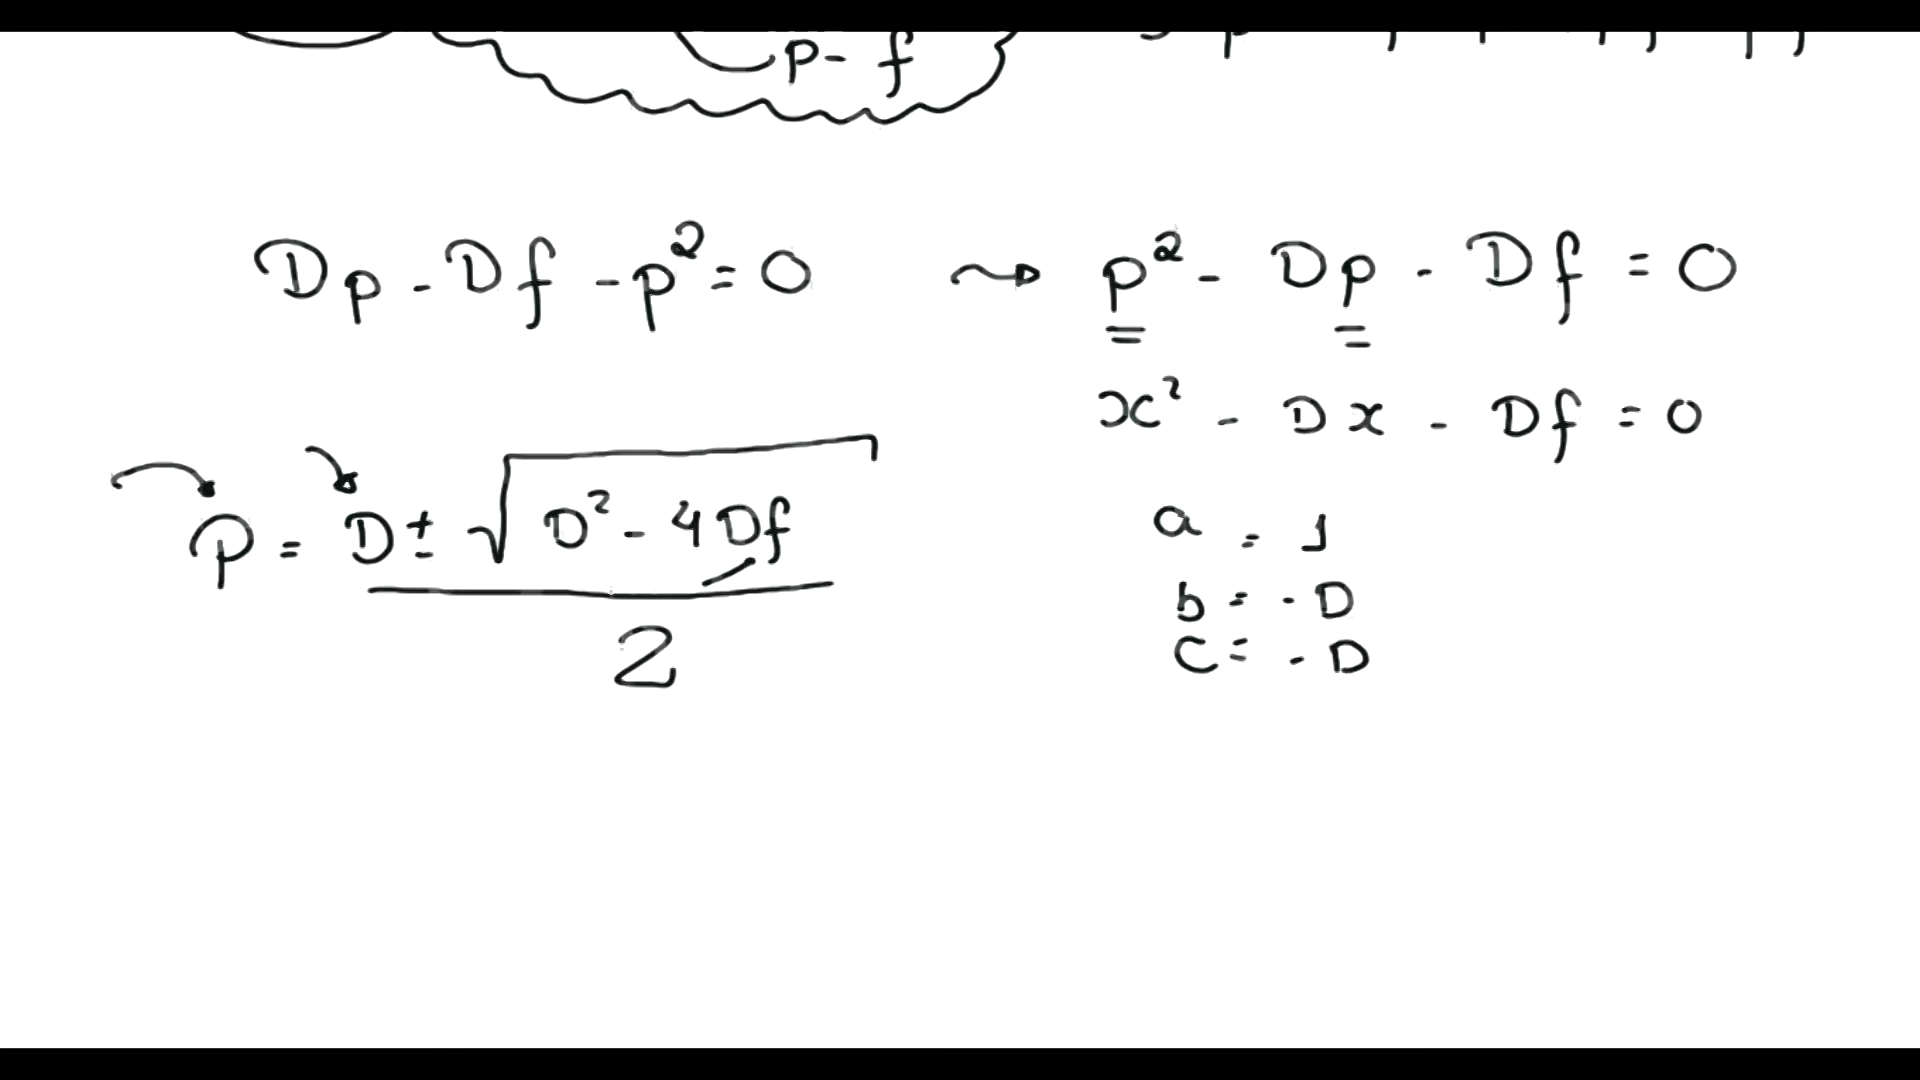 p - f
Dp - Df - p² = 0 ⇝ p² - Dp - Df = 0
x² - Dx - Df = 0
P = D ± √(D² - 4Df) / 2
a = 1
b = - D
c = - D